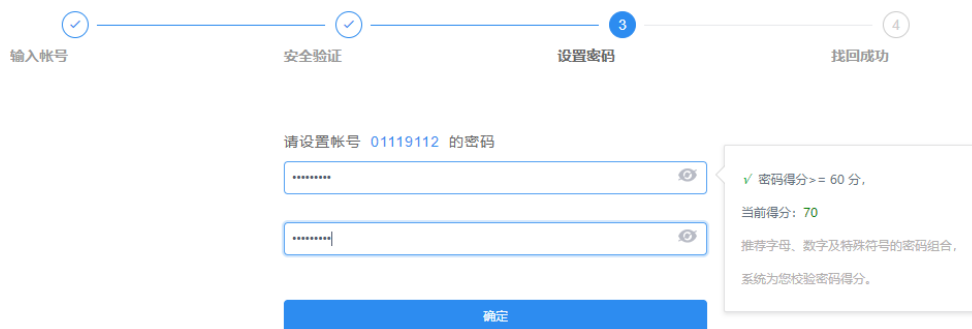 3
4
输入帐号
安全验证
设置密码
找回成功
请设置帐号 01119112 的密码
•••••••••
√ 密码得分>= 60 分,
当前得分: 70
•••••••••
推荐字母、数字及特殊符号的密码组合,
系统为您校验密码得分。
确定